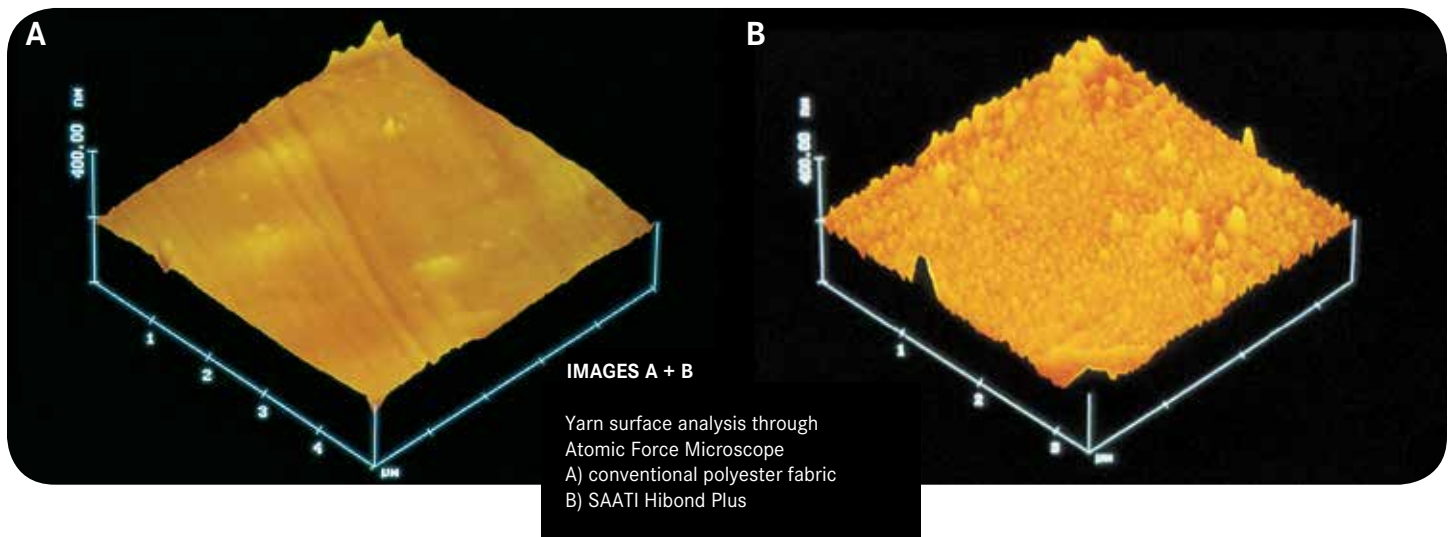 A
B
400.00 nM
400.00 nM
1
2
3
4
µM
1
2
3
µM
IMAGES A + B
Yarn surface analysis through
Atomic Force Microscope
A) conventional polyester fabric
B) SAATI Hibond Plus